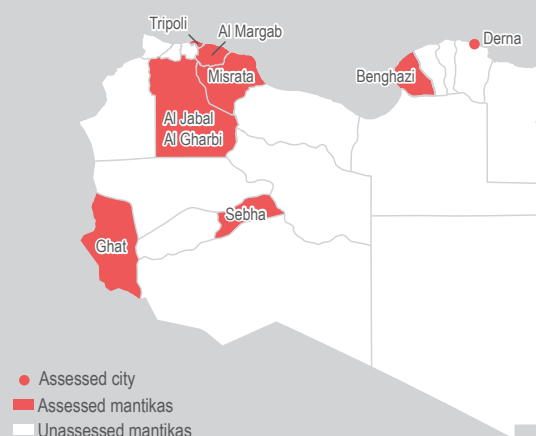 Tripoli
Al Margab
Derna
Misrata
Benghazi
Al Jabal
Al Gharbi
Sebha
Ghat
Assessed city
Assessed mantikas
Unassessed mantikas